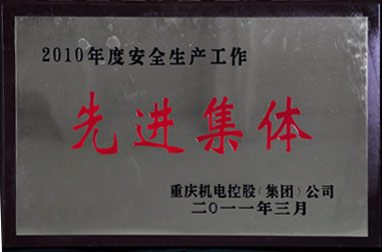 2010年度安全生产工作
先进集体
重庆机电控股(集团)公司
二〇一一年三月